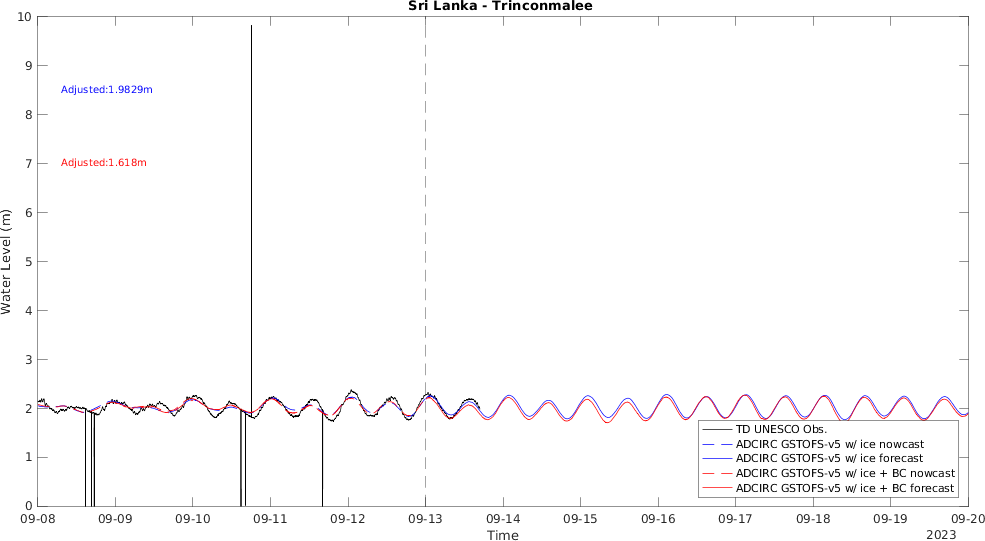 Sri Lanka - Trinconmalee
10
9
8
7
6
5
4
3
2
1
0
Water Level (m)
Adjusted:1.9829m
Adjusted:1.618m
TD UNESCO Obs.
ADCIRC GSTOFS-v5 w/ ice nowcast
ADCIRC GSTOFS-v5 w/ ice forecast
ADCIRC GSTOFS-v5 w/ ice + BC nowcast
ADCIRC GSTOFS-v5 w/ ice + BC forecast
09-08 09-09 09-10 09-11 09-12 09-13 09-14 09-15 09-16 09-17 09-18 09-19 09-20
Time
2023